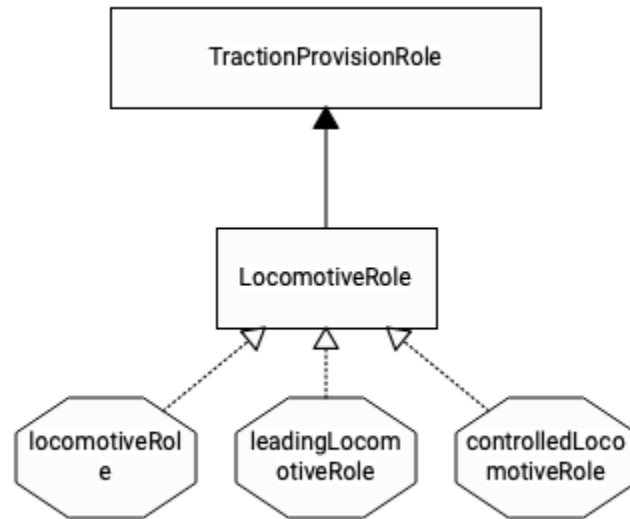 TractionProvisionRole
LocomotiveRole
locomotiveRol
e
leadingLocom
otiveRole
controlledLoco
motiveRole